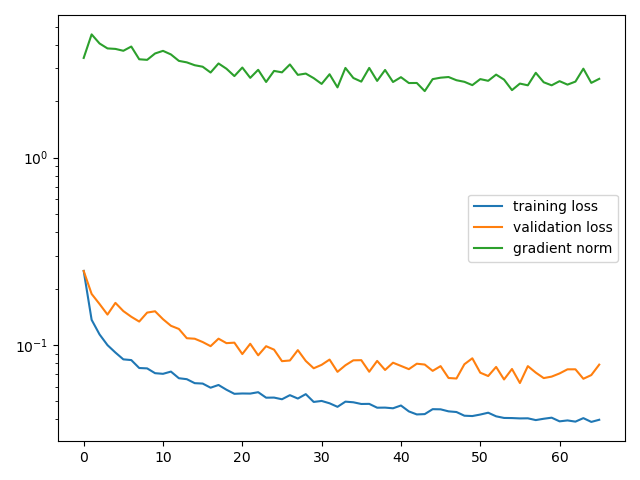 10⁰
10⁻¹
0 10 20 30 40 50 60
training loss
validation loss
gradient norm